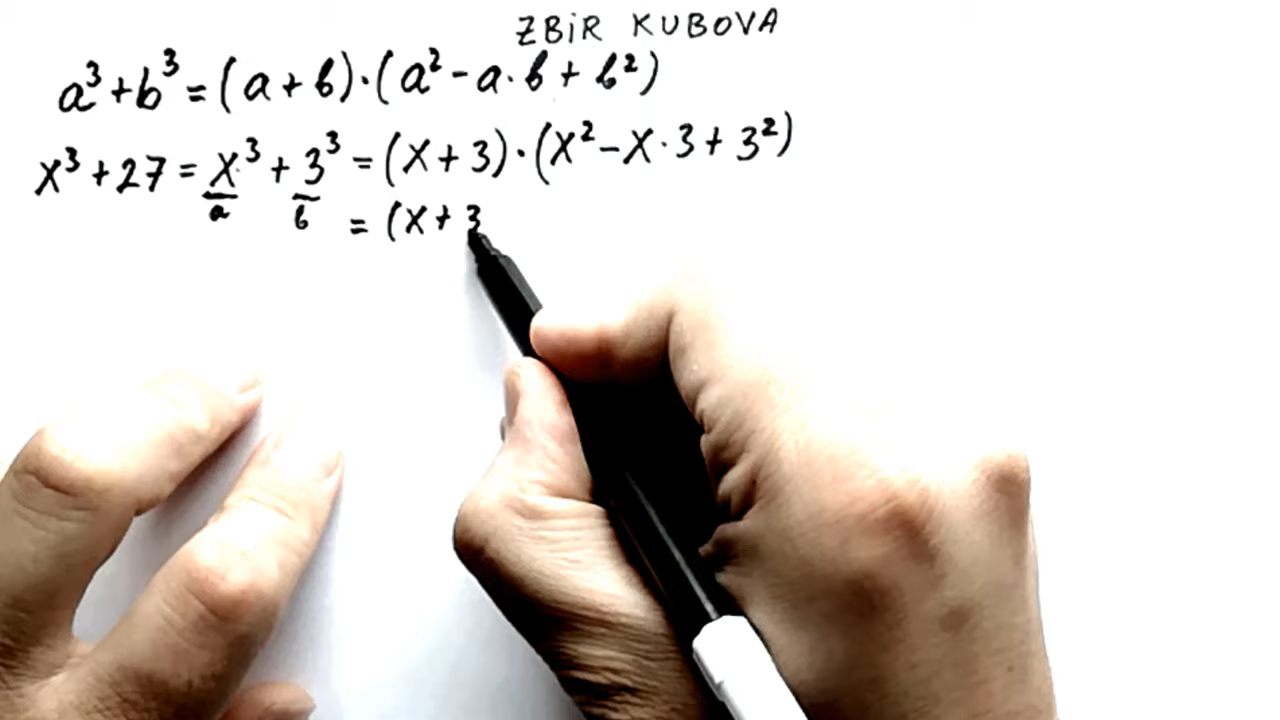 ZBiR KUBOVA
a³+b³=(a+b)·(a²-a·b+b²)
x³+27=x³+3³=(x+3)·(x²-x·3+3²)
a b
=(x+3